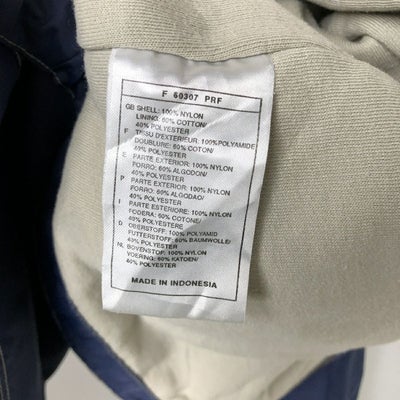 F 60307 PRF
GB SHELL: 100% NYLON
LINING: 60% COTTON/
40% POLYESTER
F TISSU D'EXTERIEUR: 100%POLYAMIDE
DOUBLURE: 60% COTON/
40% POLYESTER
E PARTE EXTERIOR: 100% NYLON
FORRO: 60% ALGODON/
40% POLYESTER
P PARTE EXTERIOR: 100% NYLON
FORRO: 60% ALGODAO/
40% POLYESTER
I PARTE ESTERIORE: 100% NYLON
FODERA: 60% COTONE/
40% POLYESTER
D OBERSTOFF: 100% POLYAMID
FUTTERSTOFF: 60% BAUMWOLLE/
40% POLYESTER
NL BOVENSTOF: 100% NYLON
VOERING: 60% KATOEN/
40% POLYESTER
MADE IN INDONESIA